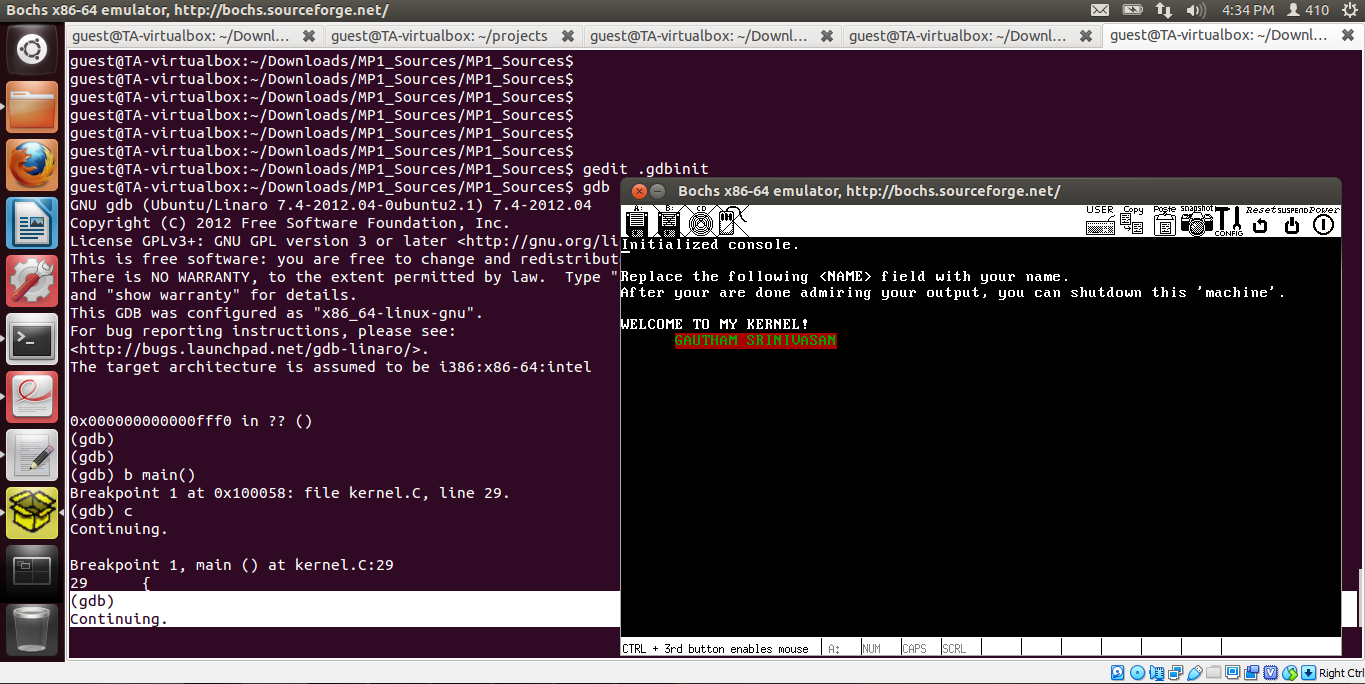 Bochs x86-64 emulator, http://bochs.sourceforge.net/
4:34 PM
410
guest@TA-virtualbox: ~/Downl...
guest@TA-virtualbox: ~/projects
guest@TA-virtualbox: ~/Downl...
guest@TA-virtualbox: ~/Downl...
guest@TA-virtualbox: ~/Downl...
guest@TA-virtualbox:~/Downloads/MP1_Sources/MP1_Sources$
guest@TA-virtualbox:~/Downloads/MP1_Sources/MP1_Sources$
guest@TA-virtualbox:~/Downloads/MP1_Sources/MP1_Sources$
guest@TA-virtualbox:~/Downloads/MP1_Sources/MP1_Sources$
guest@TA-virtualbox:~/Downloads/MP1_Sources/MP1_Sources$
guest@TA-virtualbox:~/Downloads/MP1_Sources/MP1_Sources$
guest@TA-virtualbox:~/Downloads/MP1_Sources/MP1_Sources$ gedit .gdbinit
guest@TA-virtualbox:~/Downloads/MP1_Sources/MP1_Sources$ gdb
GNU gdb (Ubuntu/Linaro 7.4-2012.04-0ubuntu2.1) 7.4-2012.04
Copyright (C) 2012 Free Software Foundation, Inc.
License GPLv3+: GNU GPL version 3 or later <http://gnu.org/li
This is free software: you are free to change and redistribut
There is NO WARRANTY, to the extent permitted by law.  Type "
and "show warranty" for details.
This GDB was configured as "x86_64-linux-gnu".
For bug reporting instructions, please see:
<http://bugs.launchpad.net/gdb-linaro/>.
The target architecture is assumed to be i386:x86-64:intel
0x000000000000fff0 in ?? ()
(gdb)
(gdb)
(gdb) b main()
Breakpoint 1 at 0x100058: file kernel.C, line 29.
(gdb) c
Continuing.
Breakpoint 1, main () at kernel.C:29
29 {
(gdb)
Continuing.
Bochs x86-64 emulator, http://bochs.sourceforge.net/
A: B: CD USER Copy Paste snapshot CONFIG Reset SUSPEND Power
Initialized console.
Replace the following <NAME> field with your name.
After your are done admiring your output, you can shutdown this 'machine'.
WELCOME TO MY KERNEL!
GAUTHAM SRINIVASAN
CTRL + 3rd button enables mouse A: NUM CAPS SCRL
Right Ctrl